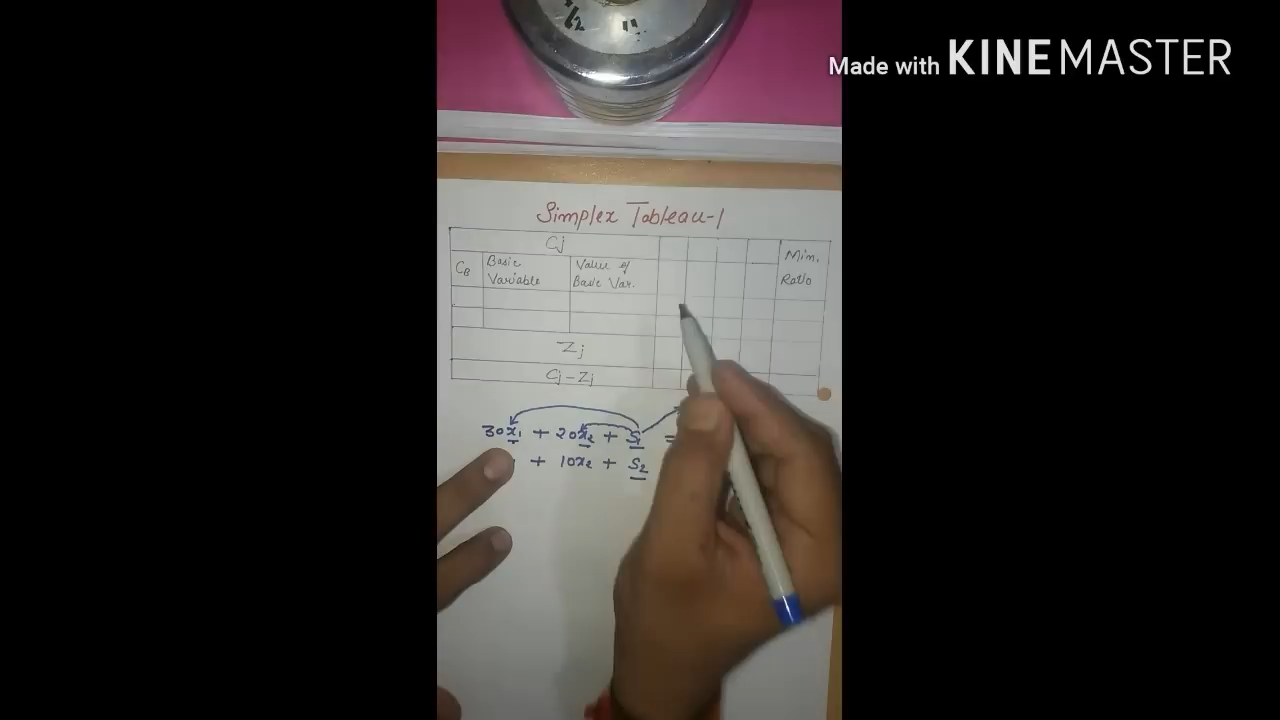 Made with KINEMASTER
Simplex Tableau-1
Cj
CB Basic Variable Value of Basic Var. Min. Ratio
Zj
Cj - Zj
30x1 + 20x2 + S1 =
+ 10x2 + S2